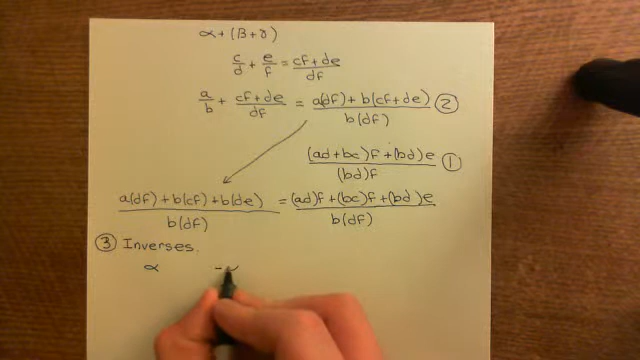 α+(β+γ)
c/d + e/f = cf+de/df
a/b + cf+de/df = a(df)+b(cf+de)/b(df) ②
(ad+bc)f+(bd)e/(bd)f ①
a(df)+b(cf)+b(de)/b(df) = (ad)f+(bc)f+(bd)e/b(df)
③ Inverses.
α -α